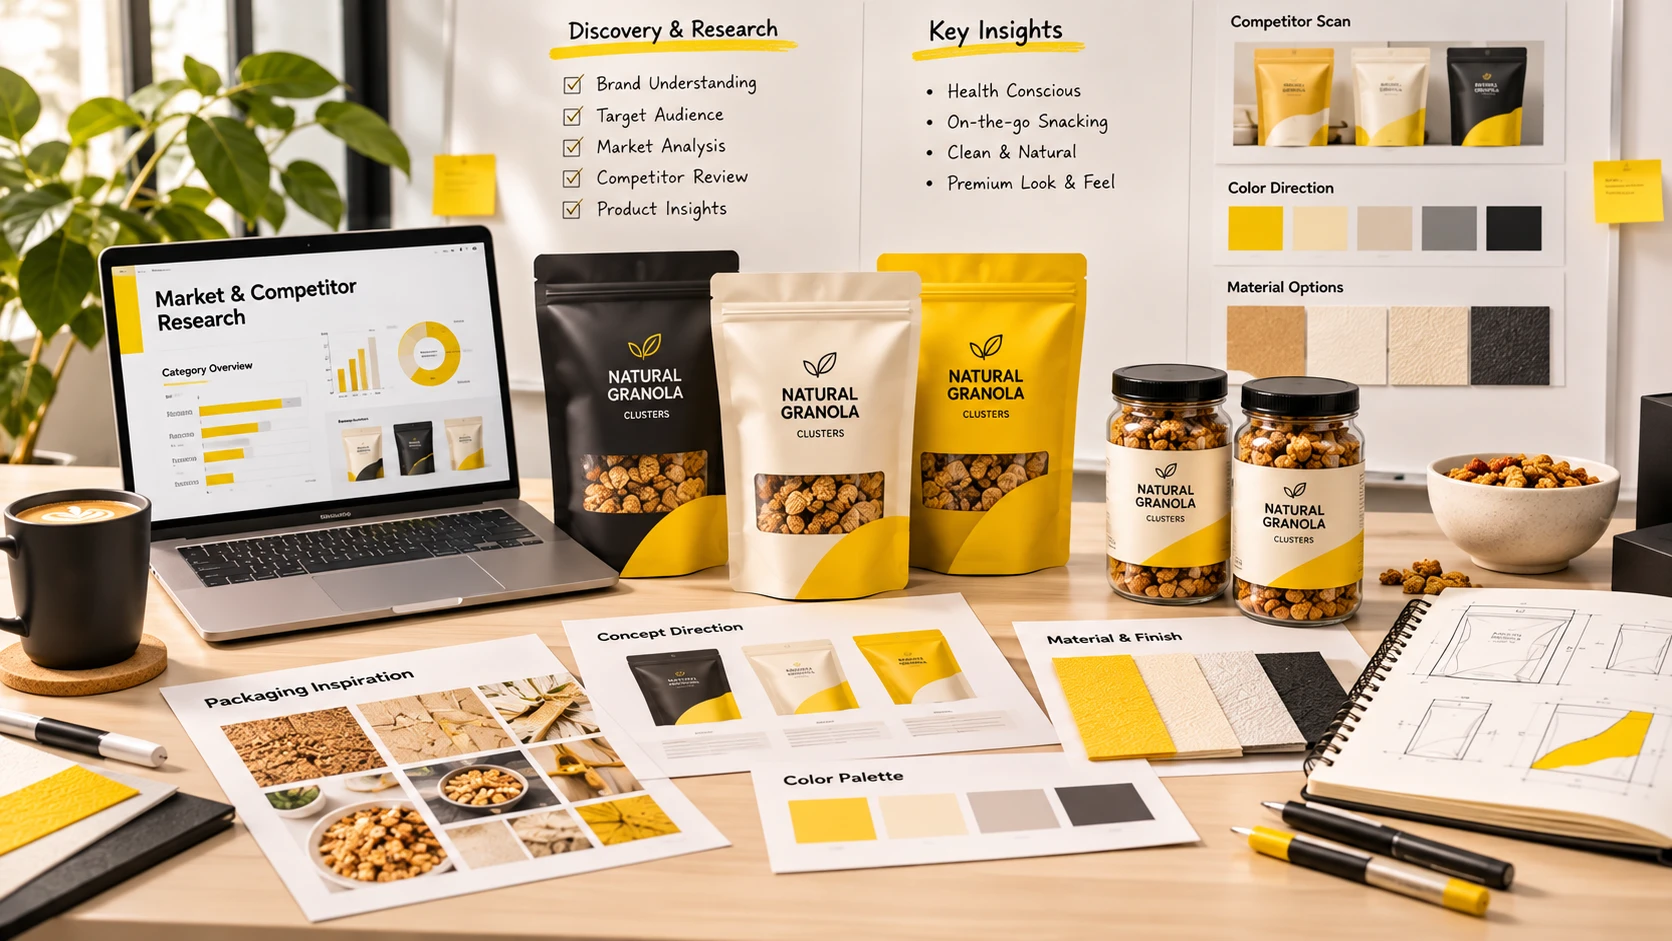 Discovery & Research
Brand Understanding
Target Audience
Market Analysis
Competitor Review
Product Insights
Key Insights
• Health Conscious
• On-the-go Snacking
• Clean & Natural
• Premium Look & Feel
Competitor Scan
Color Direction
Material Options
Market & Competitor
Research
Category Overview
NATURAL
GRANOLA
CLUSTERS
NATURAL
GRANOLA
CLUSTERS
NATURAL
GRANOLA
CLUSTERS
NATURAL
GRANOLA
CLUSTERS
NATURAL
GRANOLA
CLUSTERS
Packaging Inspiration
Concept Direction
Color Palette
Material & Finish